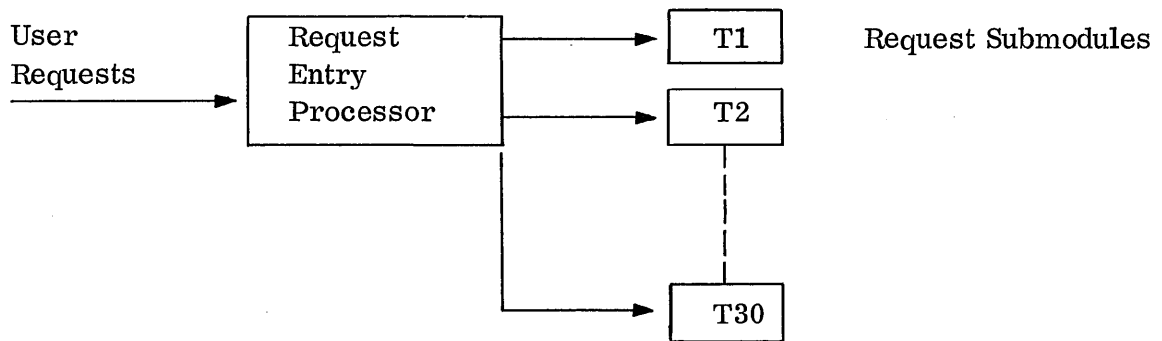 User
Requests
Request
Entry
Processor
T1
T2
T30
Request Submodules